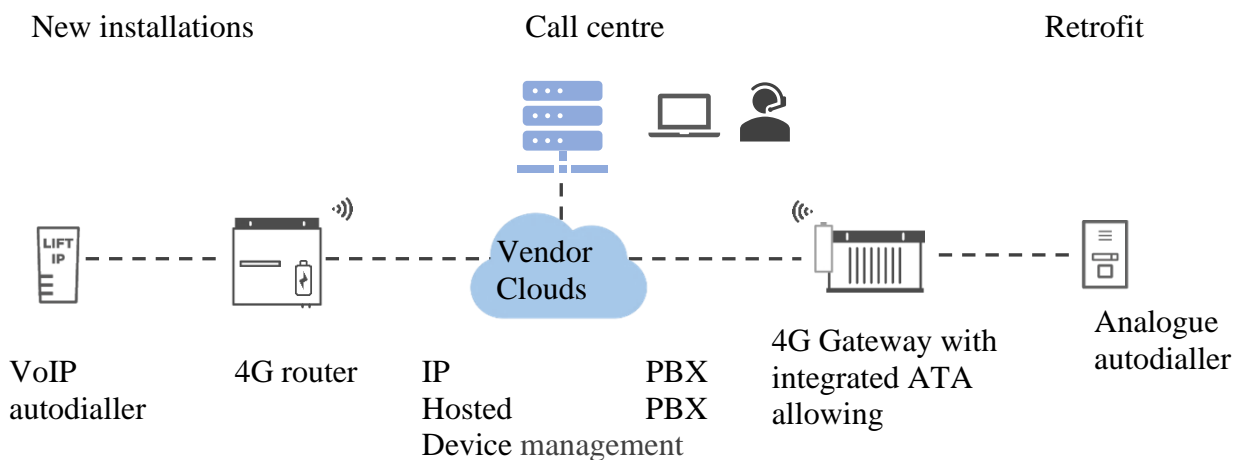 New installations
Call centre
Retrofit
LIFT
IP
Vendor
Clouds
VoIP
autodialler
4G router
IP PBX
Hosted PBX
Device management
4G Gateway with
integrated ATA
allowing
Analogue
autodialler